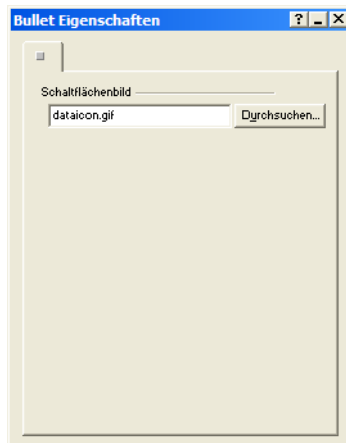 Bullet Eigenschaften
Schaltflächenbild
dataicon.gif
Durchsuchen...